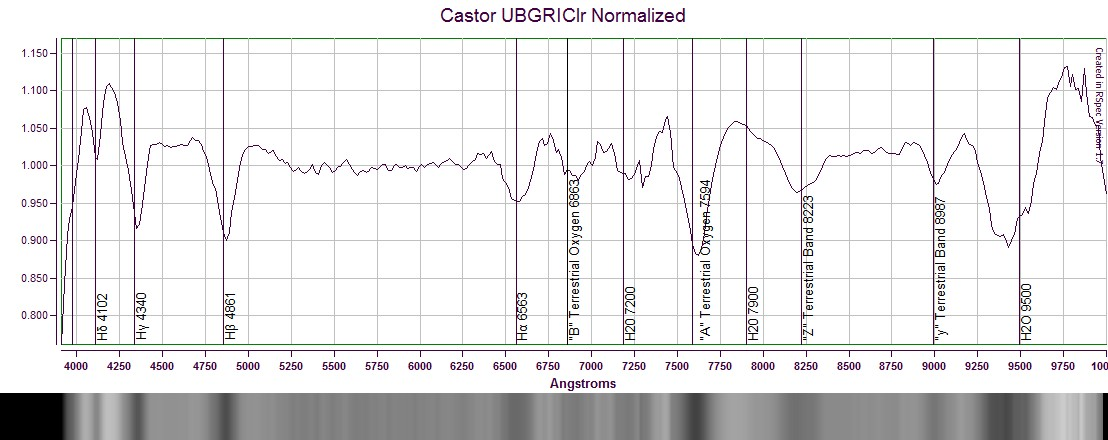 Castor UBGRIClr Normalized
1.150
1.100
1.050
1.000
0.950
0.900
0.850
0.800
Hδ 4102
Hγ 4340
Hβ 4861
Hα 6563
"B" Terrestrial Oxygen 6863
H20 7200
"A" Terrestrial Oxygen 7594
H20 7900
"Z" Terrestrial Band 8223
"y" Terrestrial Band 8987
H2O 9500
Created in RSpec Version 1.7
4000 4250 4500 4750 5000 5250 5500 5750 6000 6250 6500 6750 7000 7250 7500 7750 8000 8250 8500 8750 9000 9250 9500 9750 100
Angstroms